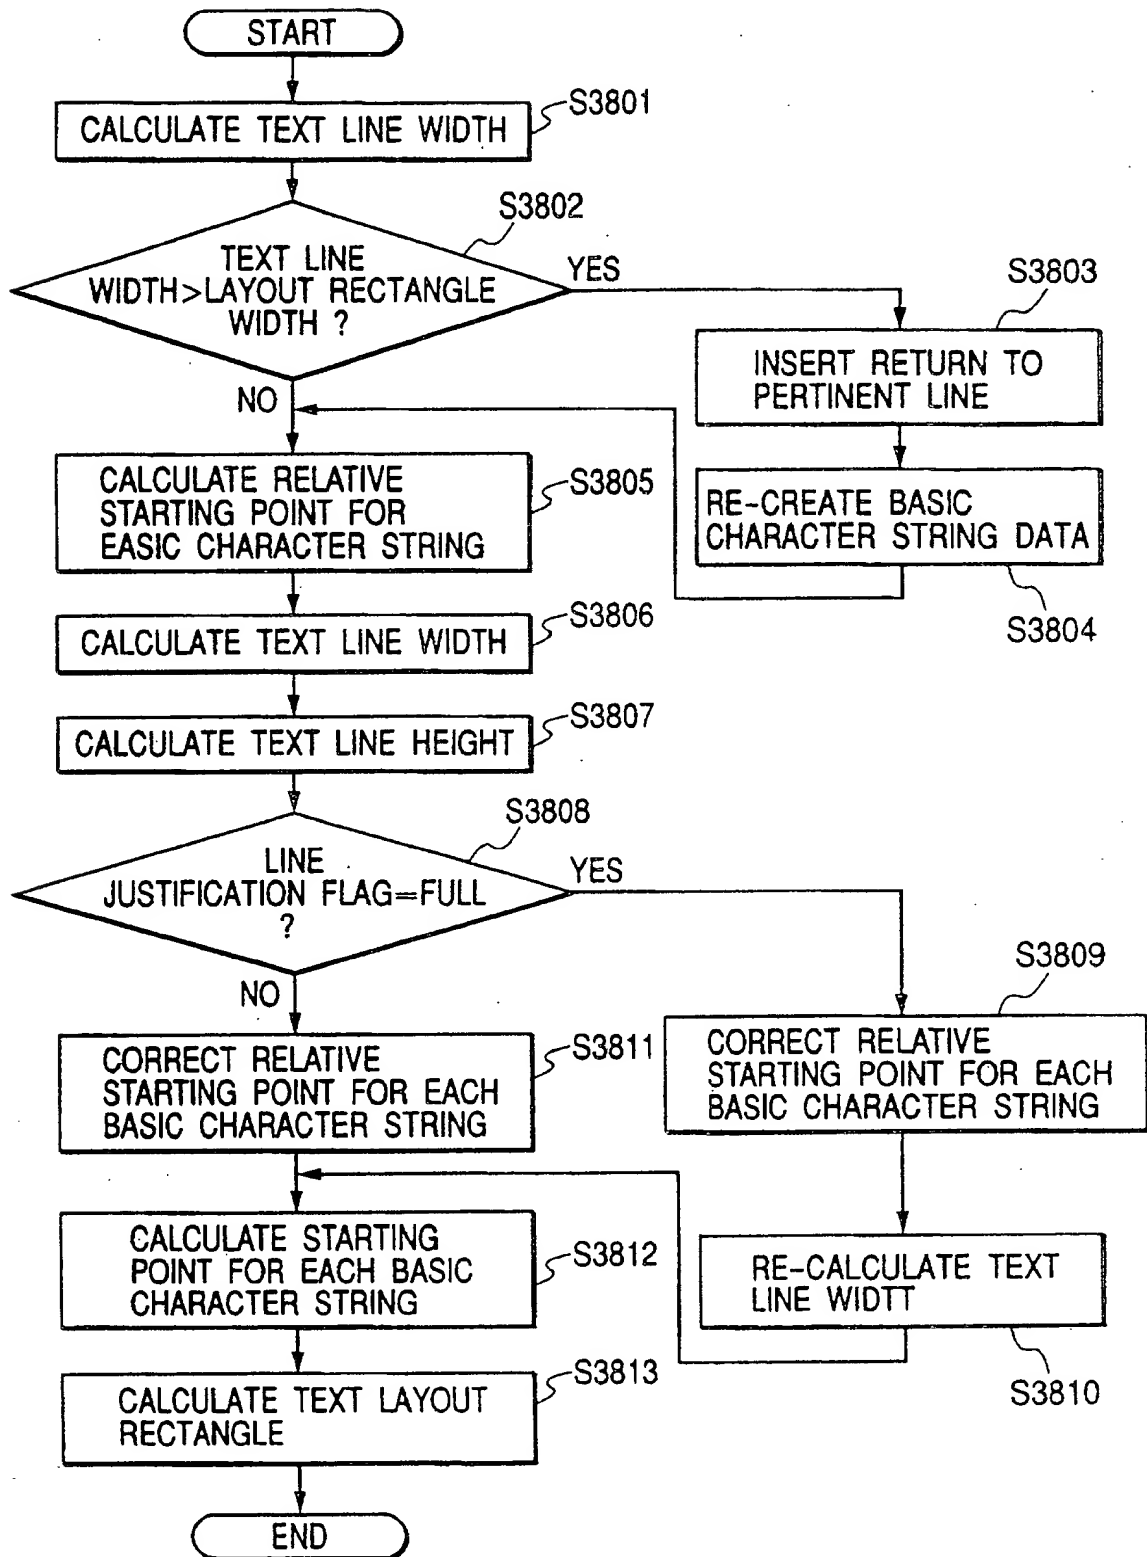 START
CALCULATE TEXT LINE WIDTH
S3801
S3802
TEXT LINE
WIDTH>LAYOUT RECTANGLE
WIDTH ?
YES
NO
S3803
INSERT RETURN TO
PERTINENT LINE
RE-CREATE BASIC
CHARACTER STRING DATA
S3804
CALCULATE RELATIVE
STARTING POINT FOR
EASIC CHARACTER STRING
S3805
CALCULATE TEXT LINE WIDTH
S3806
CALCULATE TEXT LINE HEIGHT
S3807
S3808
LINE
JUSTIFICATION FLAG=FULL
?
YES
NO
S3809
CORRECT RELATIVE
STARTING POINT FOR EACH
BASIC CHARACTER STRING
RE-CALCULATE TEXT
LINE WIDTT
S3810
CORRECT RELATIVE
STARTING POINT FOR EACH
BASIC CHARACTER STRING
S3811
CALCULATE STARTING
POINT FOR EACH BASIC
CHARACTER STRING
S3812
CALCULATE TEXT LAYOUT
RECTANGLE
S3813
END